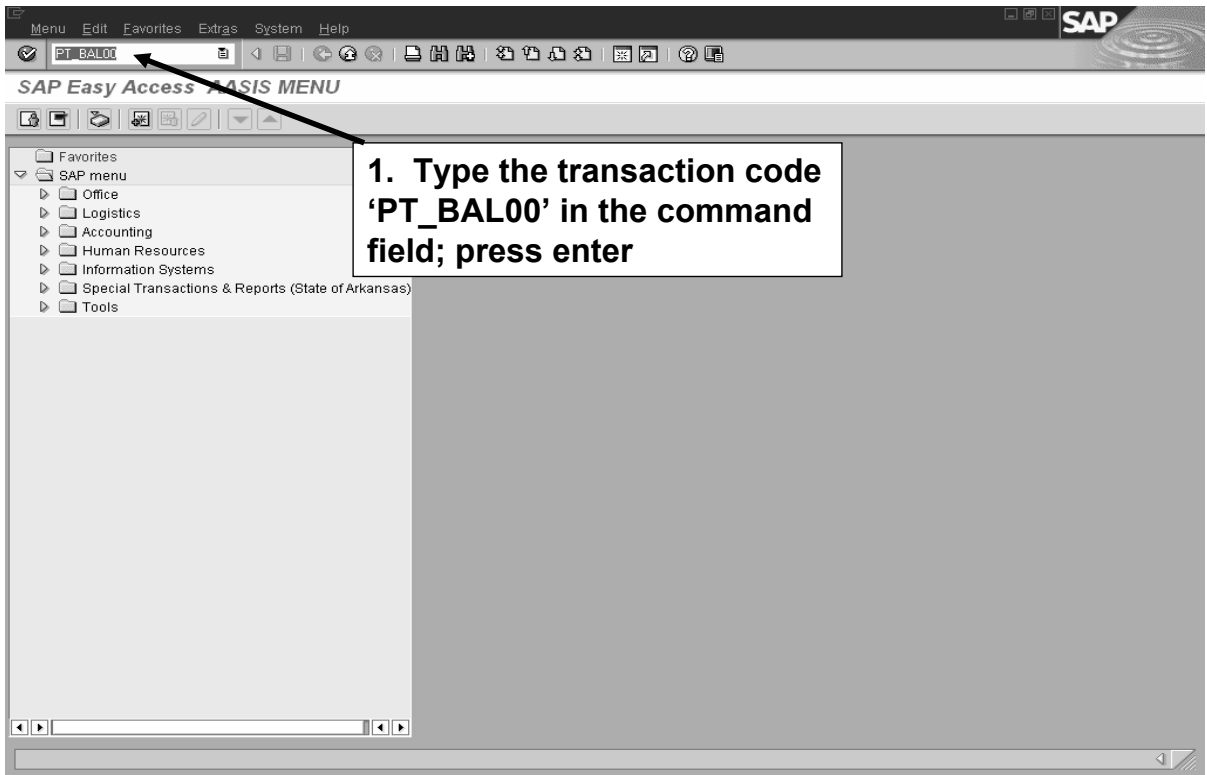 Menu Edit Favorites Extras System Help
SAP
PT_BAL00
SAP Easy Access AASIS MENU
Favorites
SAP menu
Office
Logistics
Accounting
Human Resources
Information Systems
Special Transactions & Reports (State of Arkansas)
Tools
1. Type the transaction code
‘PT_BAL00’ in the command
field; press enter